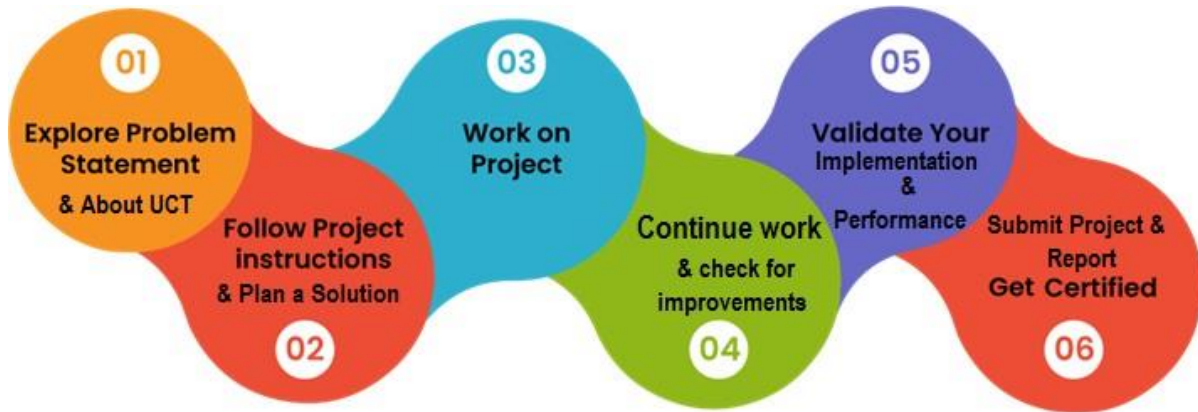 01
Explore Problem
Statement
& About UCT
Follow Project
instructions
& Plan a Solution
02
03
Work on
Project
Continue work
& check for
improvements
04
05
Validate Your
Implementation
&
Performance
Submit Project &
Report
Get Certified
06